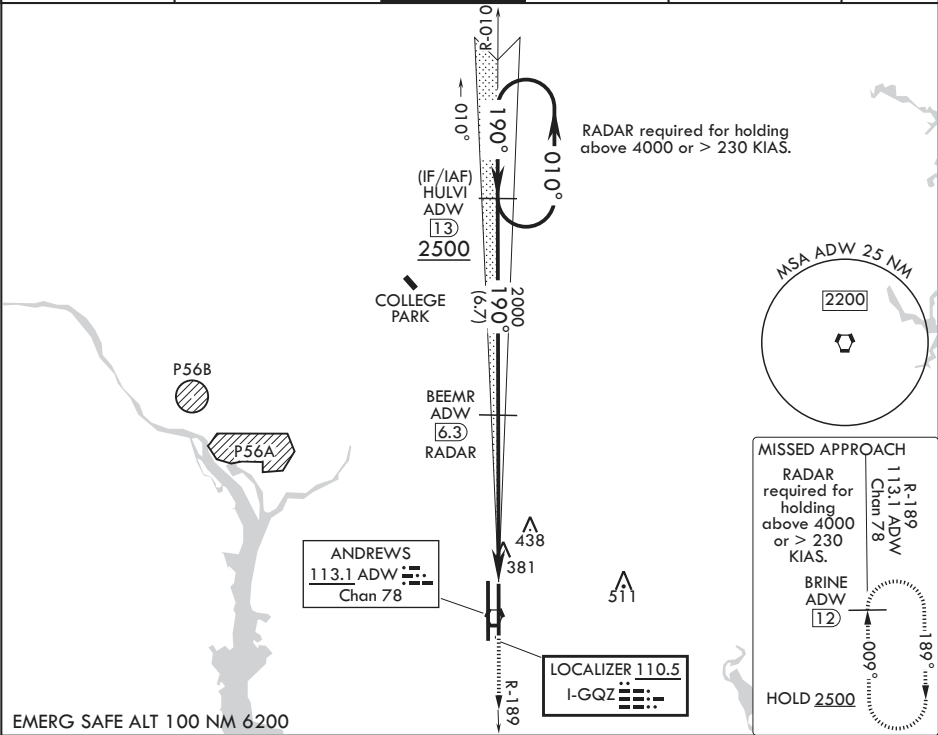 R-010
010°
190°
010°
RADAR required for holding
above 4000 or > 230 KIAS.
(IF/IAF)
HULVI
ADW
13
2500
2000
190°
(6.7)
COLLEGE
PARK
MSA ADW 25 NM
2200
P56B
P56A
BEEMR
ADW
6.3
RADAR
438
381
511
ANDREWS
113.1 ADW
Chan 78
LOCALIZER 110.5
I-GQZ
R-189
MISSED APPROACH
RADAR
required for
holding
above 4000
or > 230
KIAS.
R-189
113.1 ADW
Chan 78
BRINE
ADW
12
009°
189°
HOLD 2500
EMERG SAFE ALT 100 NM 6200